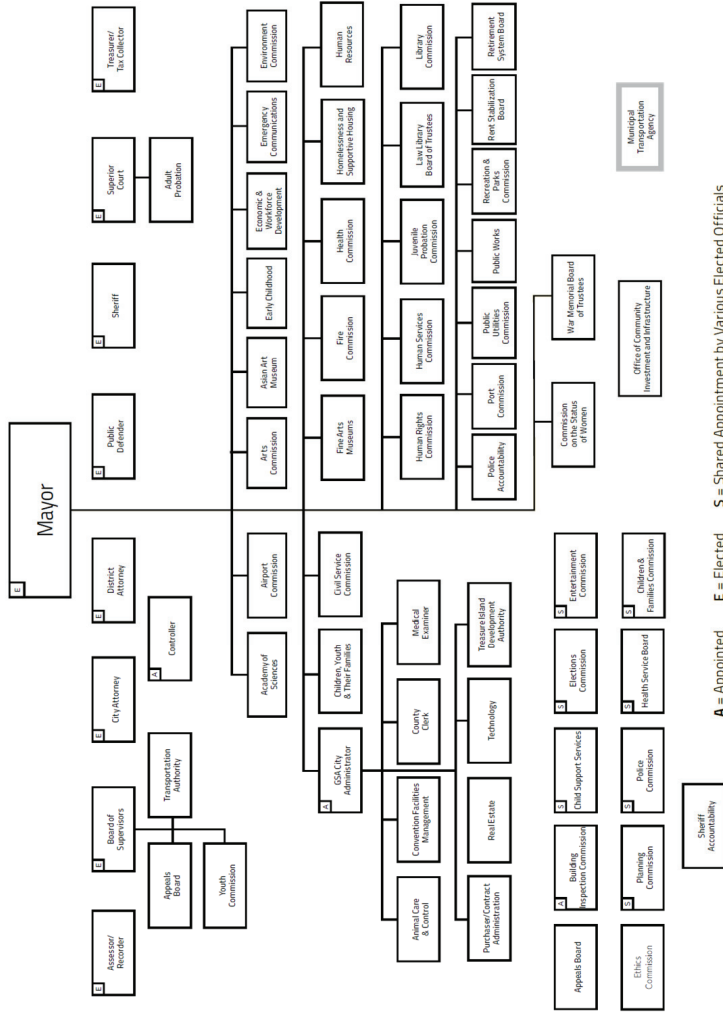 E
Mayor
E
Assessor/
Recorder
E
Board of
Supervisors
E
City Attorney
E
District
Attorney
E
Public
Defender
E
Sheriff
E
Superior
Court
E
Treasurer/
Tax Collector
Appeals
Board
Transportation
Authority
Youth
Commission
A
Controller
Adult
Probation
Academy of
Sciences
Airport
Commission
Arts
Commission
Asian Art
Museum
Early Childhood
Economic &
Workforce
Development
Emergency
Communications
Environment
Commission
A
GSA City
Administrator
Children, Youth
& Their Families
Civil Service
Commission
Fine Arts
Museums
Fire
Commission
Health
Commission
Homelessness and
Supportive Housing
Human
Resources
Animal Care
& Control
Convention Facilities
Management
County
Clerk
Medical
Examiner
Human Rights
Commission
Human Services
Commission
Juvenile
Probation
Commission
Law Library
Board of Trustees
Library
Commission
Purchaser/Contract
Administration
Real Estate
Technology
Treasure Island
Development
Authority
Police
Accountability
Port
Commission
Public
Utilities
Commission
Public Works
Recreation &
Parks
Commission
Rent Stabilization
Board
Retirement
System Board
Appeals Board
A
Building
Inspection Commission
S
Child Support Services
S
Elections
Commission
S
Entertainment
Commission
Commission
on the Status
of Women
War Memorial Board
of Trustees
Ethics
Commission
S
Planning
Commission
S
Police
Commission
S
Health Service Board
S
Children &
Families Commission
Office of Community
Investment and Infrastructure
Municipal
Transportation
Agency
Sheriff
Accountability
A = Appointed E = Elected S = Shared Appointment by Various Elected Officials